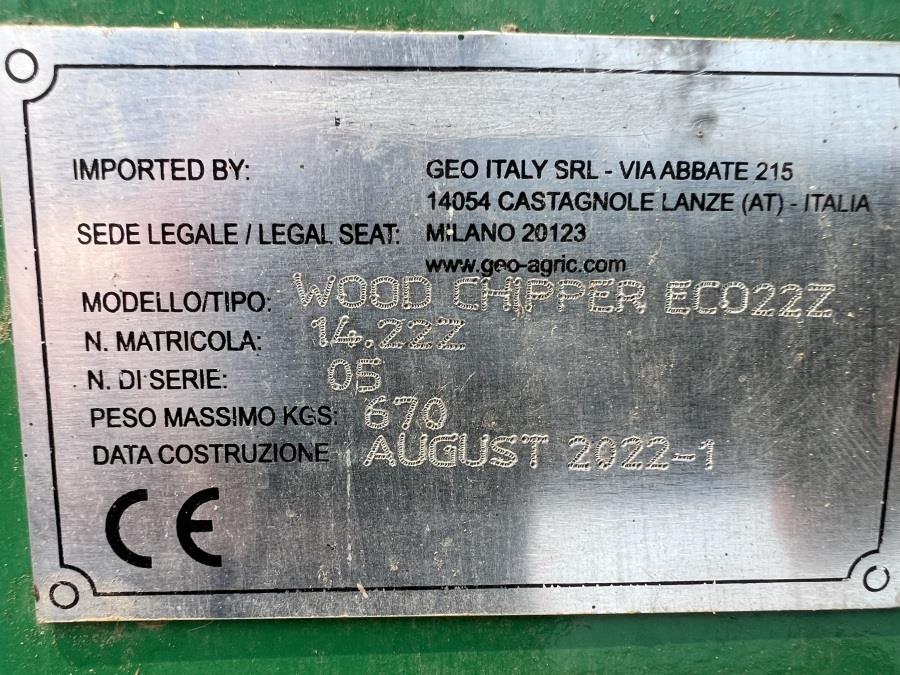 IMPORTED BY: GEO ITALY SRL - VIA ABBATE 215
14054 CASTAGNOLE LANZE (AT) - ITALIA
SEDE LEGALE / LEGAL SEAT: MILANO 20123
www.geo-agric.com
MODELLO/TIPO: WOOD CHIPPER ECO22Z
N. MATRICOLA: 14.22Z
N. DI SERIE: 05
PESO MASSIMO KGS: 670
DATA COSTRUZIONE AUGUST 2022-1
CE